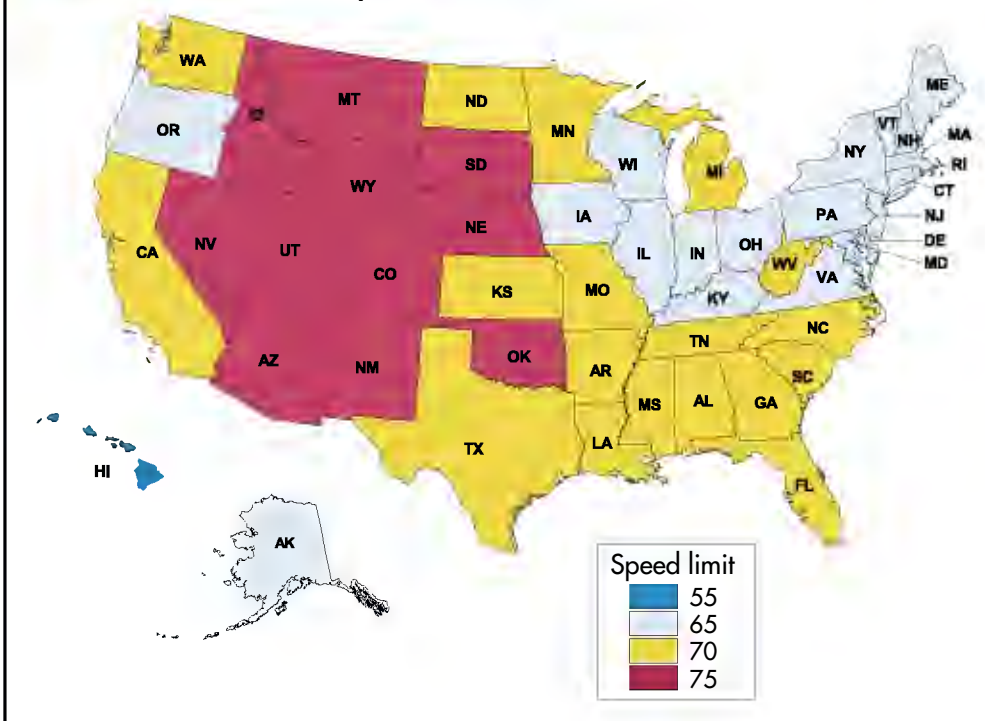 WA
MT
ND
MN
OR
ID
SD
WI
MI
WY
NE
IA
NV
UT
CO
CA
KS
MO
IL
IN
OH
PA
NY
VT
NH
ME
MA
RI
CT
NJ
DE
MD
WV
VA
KY
TN
NC
SC
AZ
NM
OK
AR
MS
AL
GA
TX
LA
FL
HI
AK
Speed limit
55
65
70
75